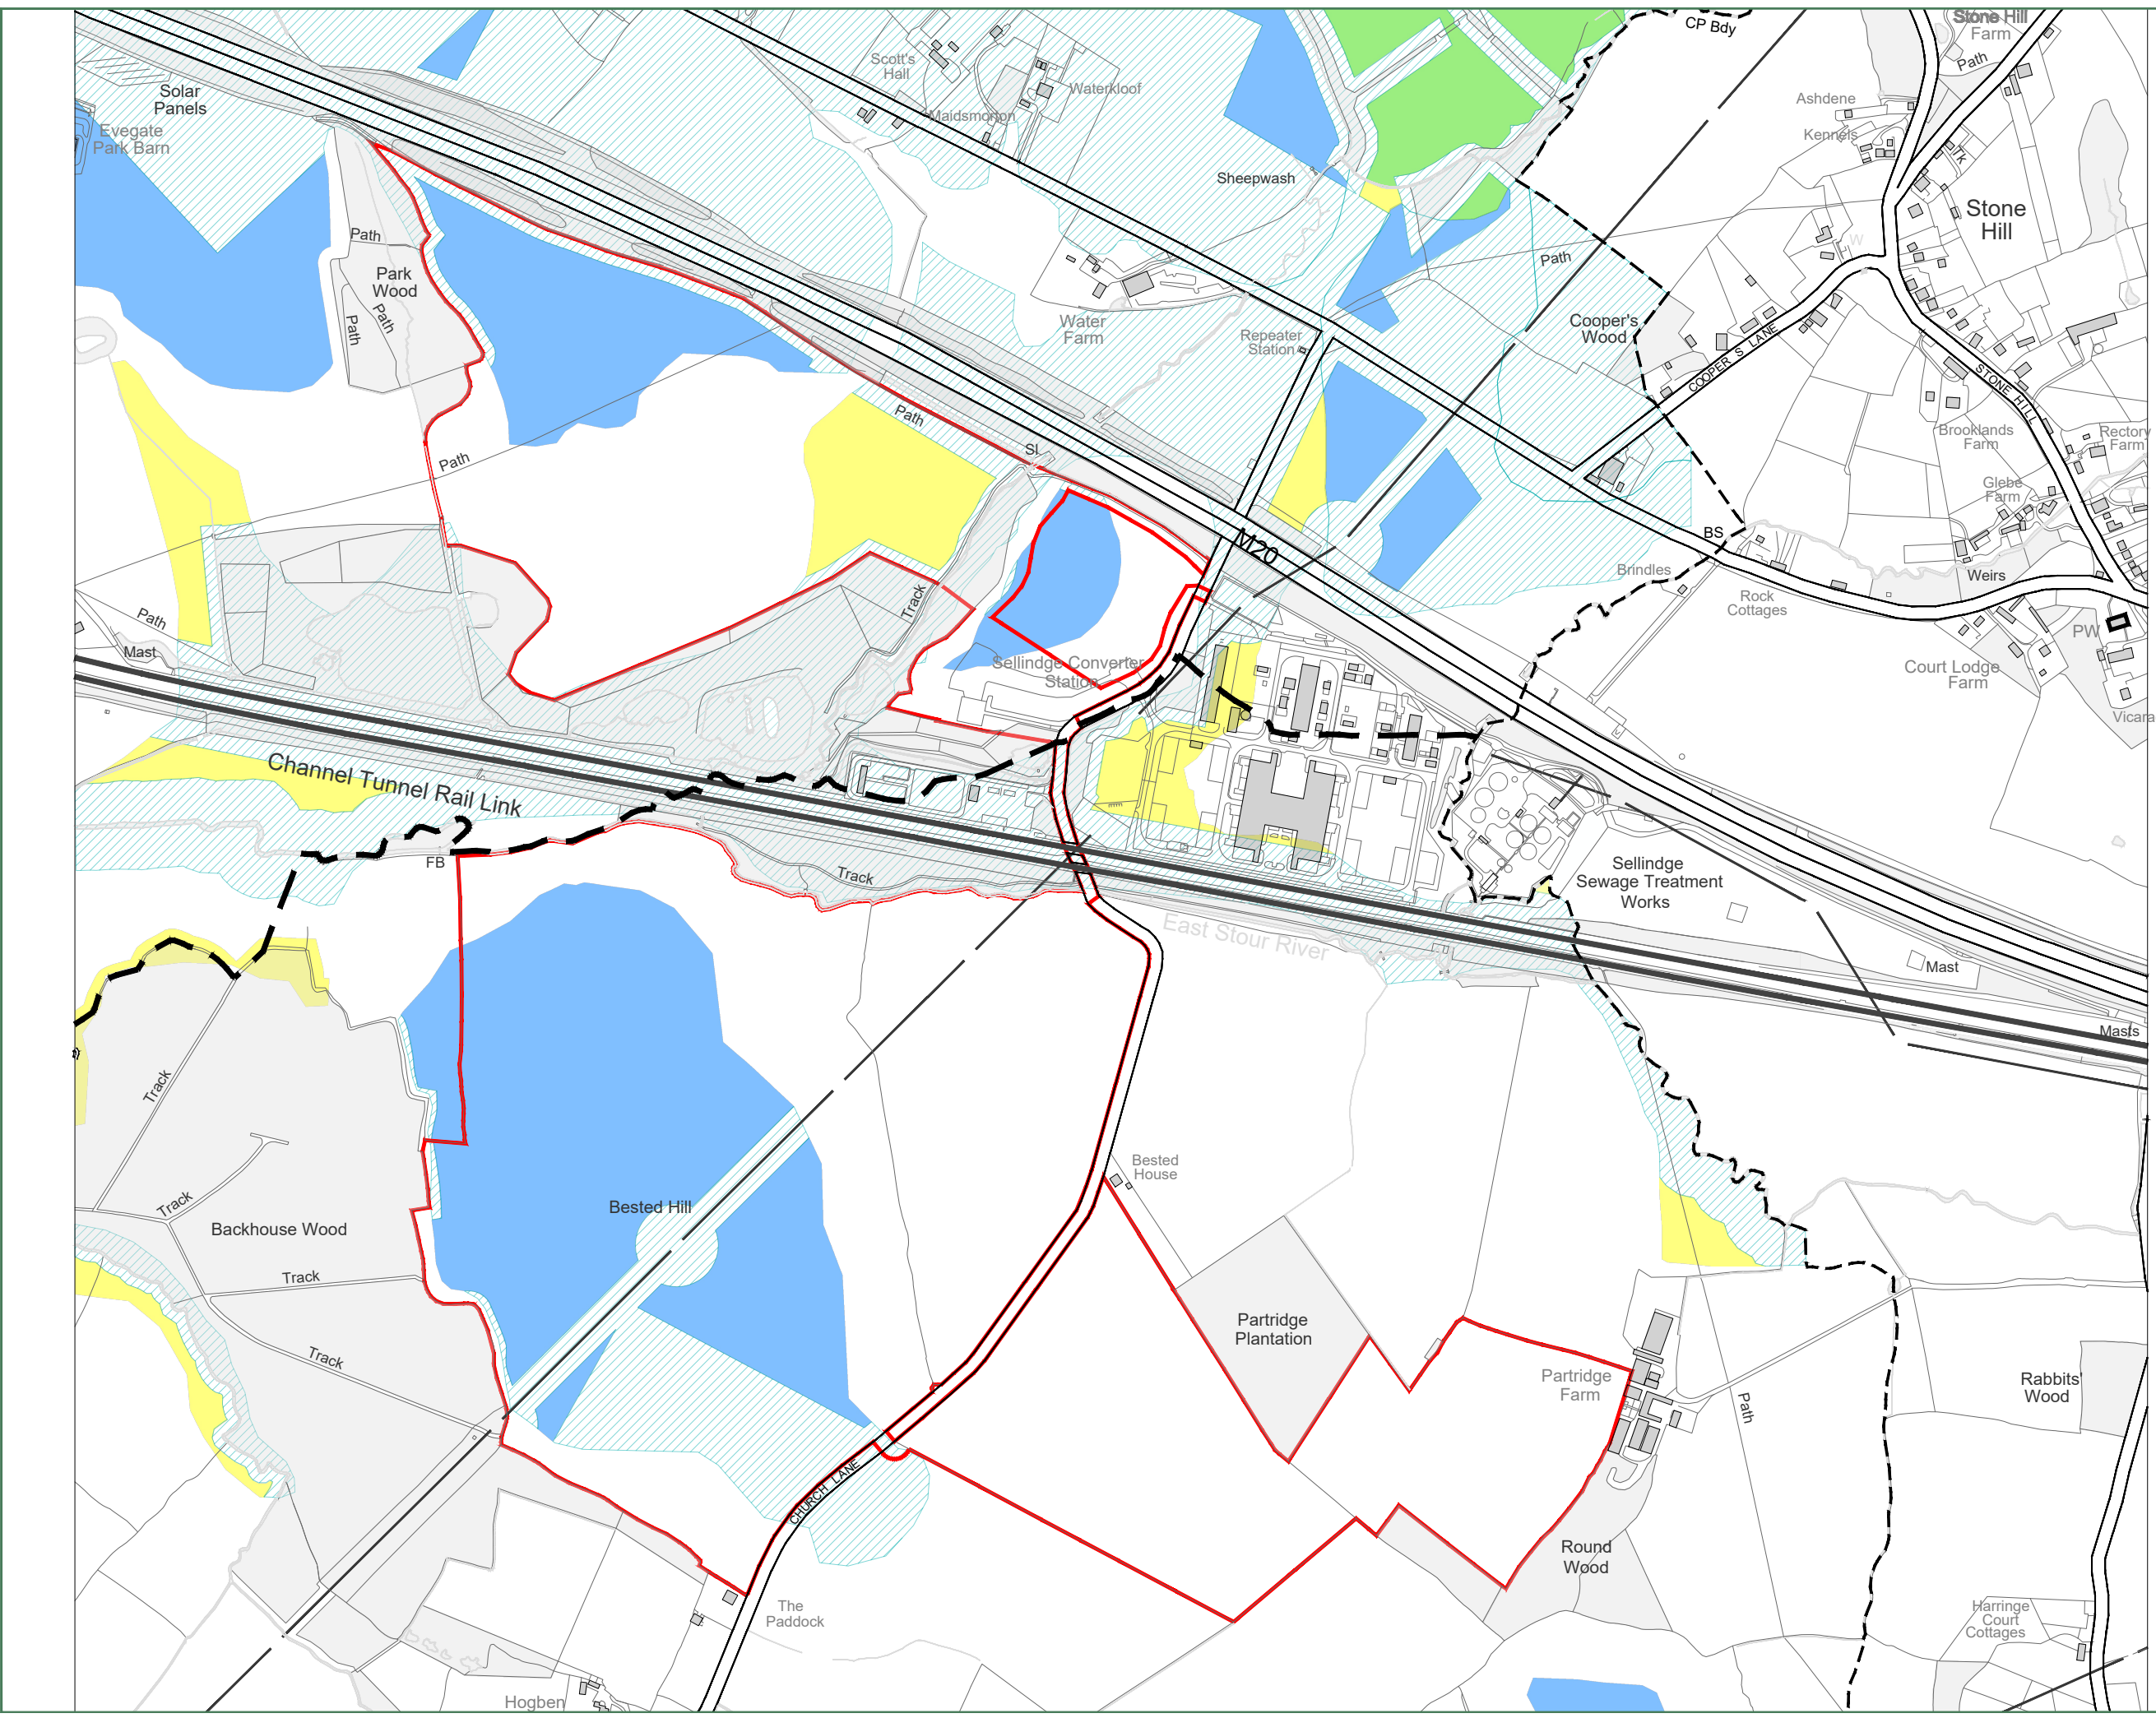 CP Bdy
Stone Hill
Farm
Path
Scott's
Hall
Waterkloof
Maidsmorton
Solar
Panels
Evegate
Park Barn
Ashdene
Kennels
Tk
Sheepwash
Stone
Hill
W
Path
Park
Wood
Path
Path
Path
Water
Farm
Repeater
Station
Cooper's
Wood
COOPER S LANE
STONE HILL
Path
Path
SI
Brooklands
Farm
Rectory
Farm
Glebe
Farm
M20
BS
Brindles
Rock
Cottages
Weirs
PW
Court Lodge
Farm
Vicara
Path
Mast
Track
Sellindge Converter
Station
Channel Tunnel Rail Link
FB
Track
East Stour River
Sellindge
Sewage Treatment
Works
Mast
Masts
Track
Track
Backhouse Wood
Track
Track
Bested Hill
Bested
House
Partridge
Plantation
Partridge
Farm
Path
Rabbits'
Wood
CHURCH LANE
Round
Wood
The
Paddock
Harringe
Court
Cottages
Hogben